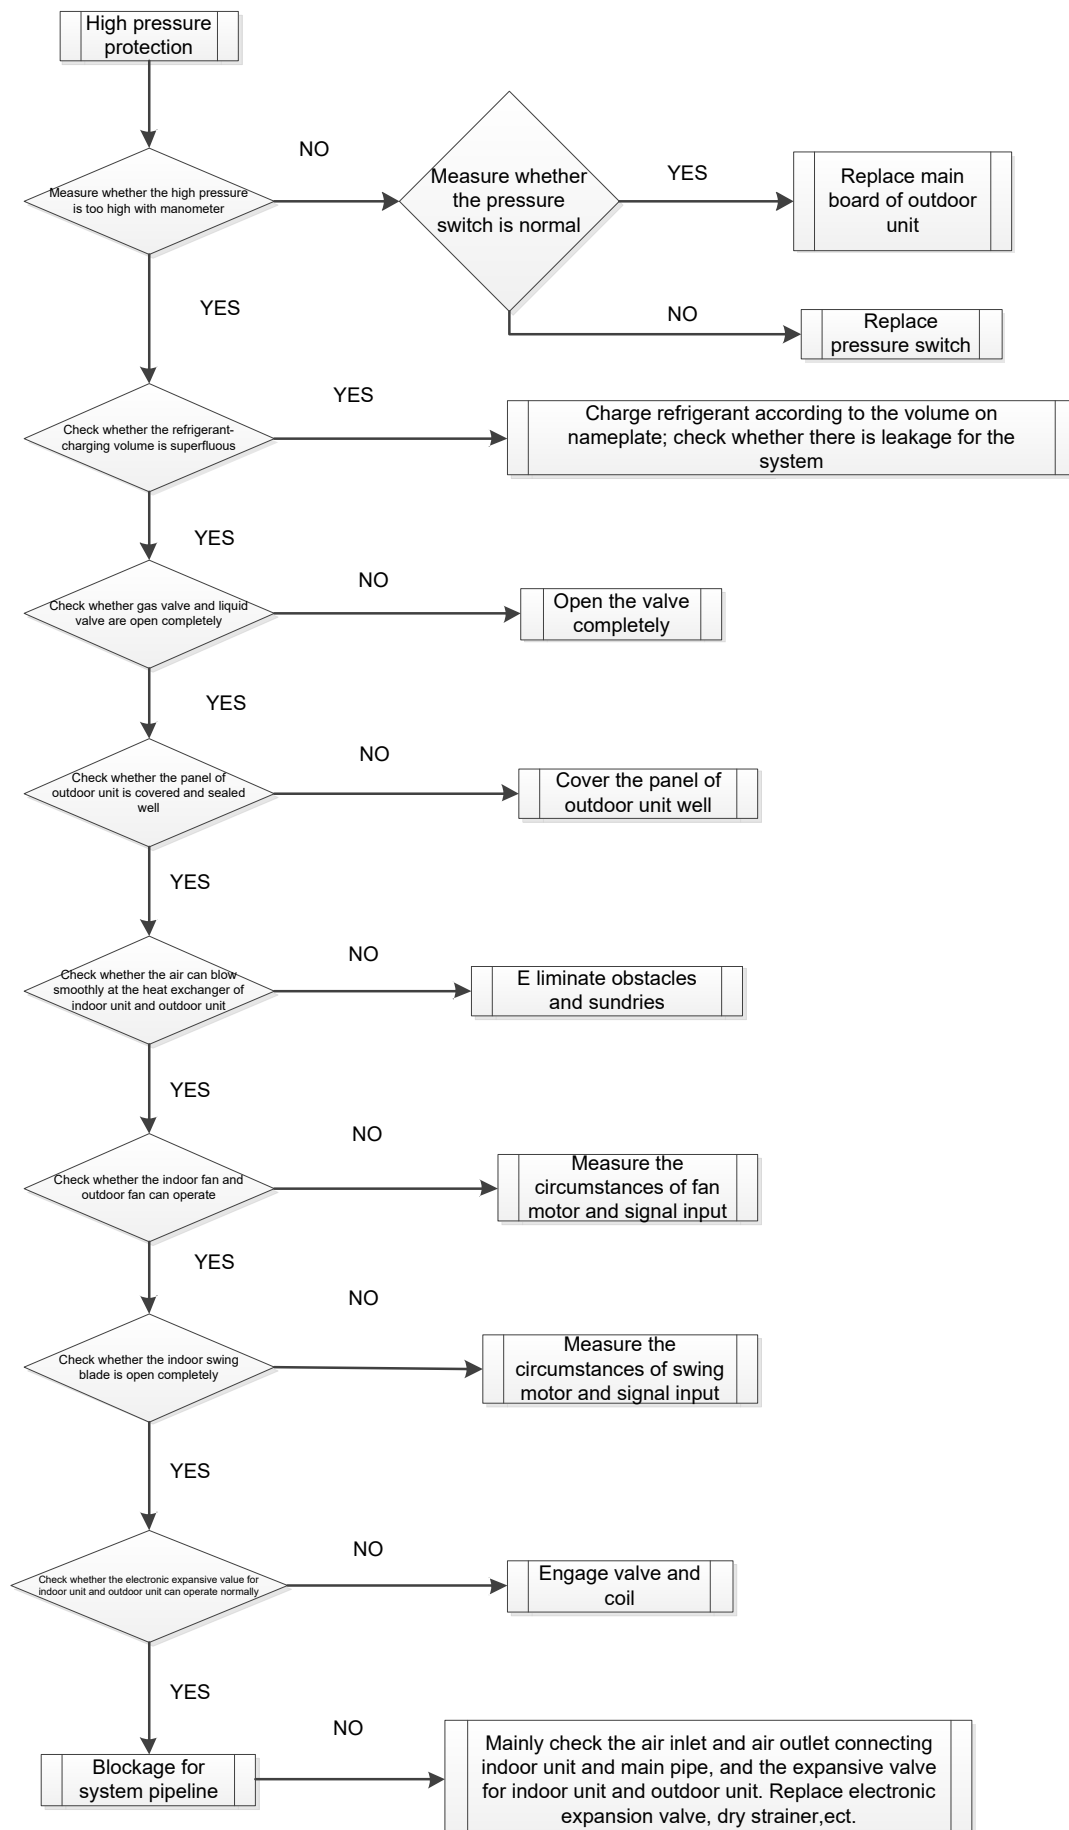 High pressure
protection
NO
Measure whether the high pressure
is too high with manometer
Measure whether
the pressure
switch is normal
YES
Replace main
board of outdoor
unit
YES
NO
Replace
pressure switch
YES
Check whether the refrigerant-
charging volume is superfluous
Charge refrigerant according to the volume on
nameplate; check whether there is leakage for the
system
YES
NO
Check whether gas valve and liquid
valve are open completely
Open the valve
completely
YES
NO
Check whether the panel of
outdoor unit is covered and sealed
well
Cover the panel of
outdoor unit well
YES
NO
Check whether the air can blow
smoothly at the heat exchanger of
indoor unit and outdoor unit
E liminate obstacles
and sundries
YES
NO
Check whether the indoor fan and
outdoor fan can operate
Measure the
circumstances of fan
motor and signal input
YES
NO
Check whether the indoor swing
blade is open completely
Measure the
circumstances of swing
motor and signal input
YES
NO
Check whether the electronic expansive value for
indoor unit and outdoor unit can operate normally
Engage valve and
coil
YES
NO
Blockage for
system pipeline
Mainly check the air inlet and air outlet connecting
indoor unit and main pipe, and the expansive valve
for indoor unit and outdoor unit. Replace electronic
expansion valve, dry strainer,ect.